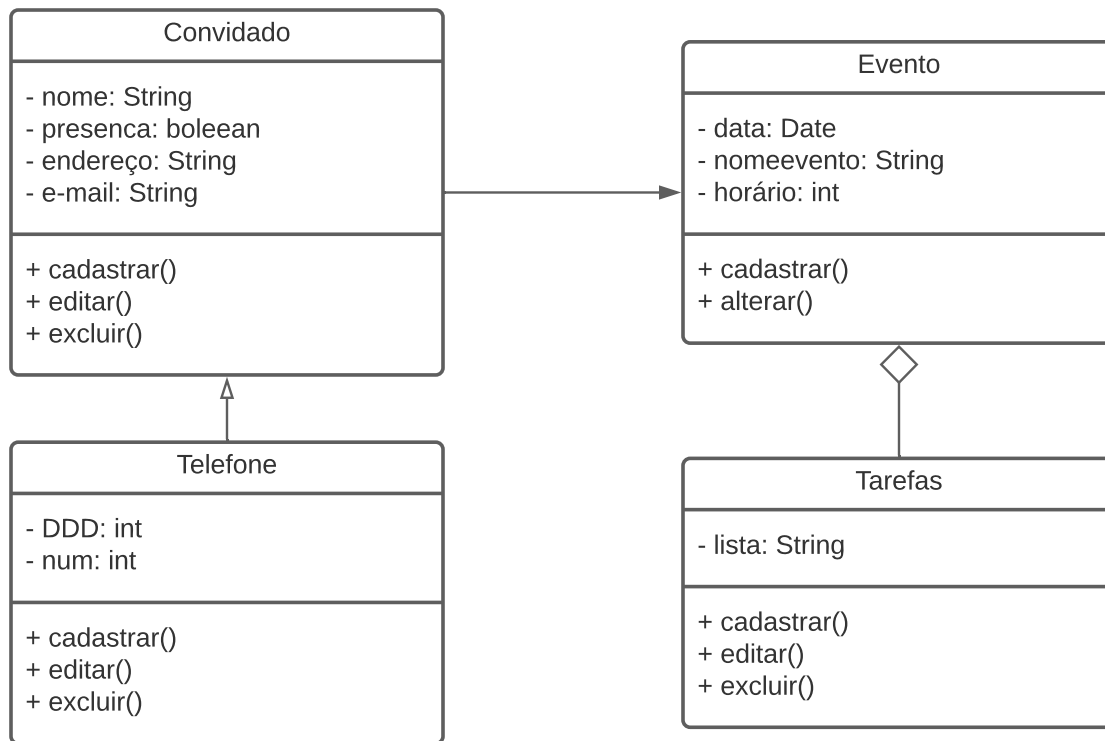 Convidado
- nome: String
- presenca: boleean
- endereço: String
- e-mail: String
+ cadastrar()
+ editar()
+ excluir()
Evento
- data: Date
- nomeevento: String
- horário: int
+ cadastrar()
+ alterar()
Telefone
- DDD: int
- num: int
+ cadastrar()
+ editar()
+ excluir()
Tarefas
- lista: String
+ cadastrar()
+ editar()
+ excluir()